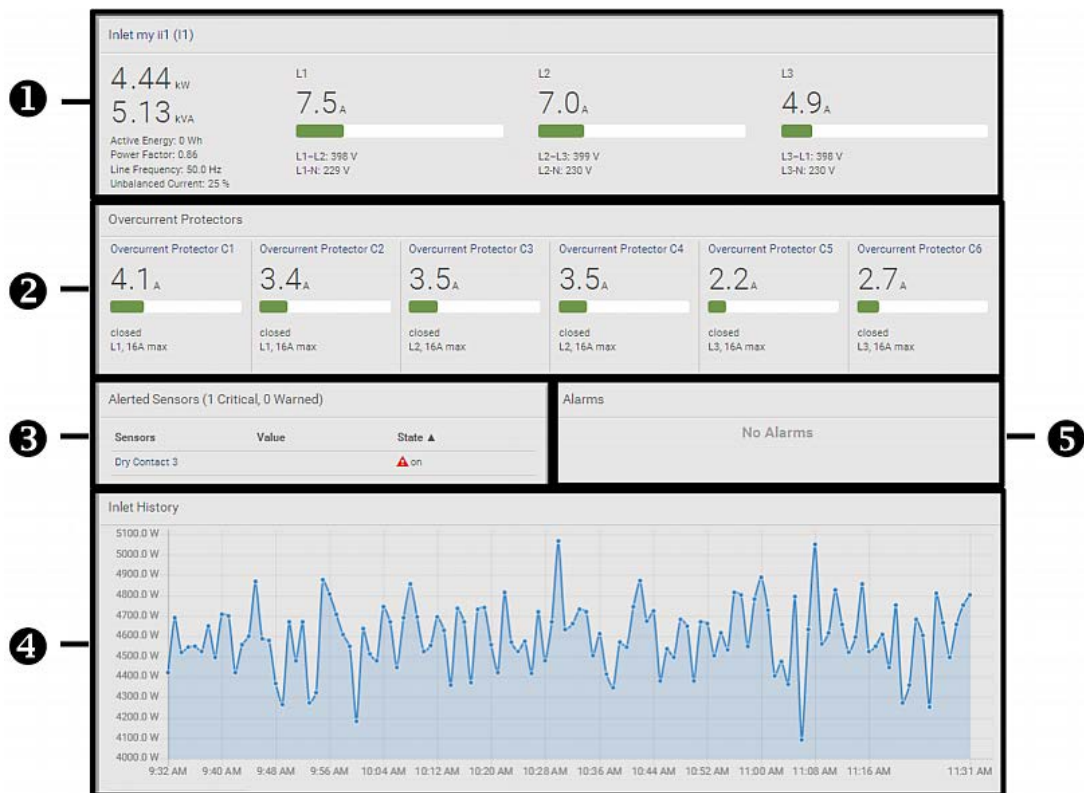 Inlet my ii1 (I1)
4.44 kW
5.13 kVA
Active Energy: 0 Wh
Power Factor: 0.86
Line Frequency: 50.0 Hz
Unbalanced Current: 25 %
L1
7.5 A
L1-L2: 398 V
L1-N: 229 V
L2
7.0 A
L2-L3: 399 V
L2-N: 230 V
L3
4.9 A
L3-L1: 398 V
L3-N: 230 V
1
Overcurrent Protectors
Overcurrent Protector C1
4.1 A
closed
L1, 16A max
Overcurrent Protector C2
3.4 A
closed
L1, 16A max
Overcurrent Protector C3
3.5 A
closed
L2, 16A max
Overcurrent Protector C4
3.5 A
closed
L2, 16A max
Overcurrent Protector C5
2.2 A
closed
L3, 16A max
Overcurrent Protector C6
2.7 A
closed
L3, 16A max
2
Alerted Sensors (1 Critical, 0 Warned)
Sensors Value State ▲
Dry Contact 3 on
3
Alarms
No Alarms
5
Inlet History
5100.0 W
5000.0 W
4900.0 W
4800.0 W
4700.0 W
4600.0 W
4500.0 W
4400.0 W
4300.0 W
4200.0 W
4100.0 W
4000.0 W
9:32 AM 9:40 AM 9:48 AM 9:56 AM 10:04 AM 10:12 AM 10:20 AM 10:28 AM 10:36 AM 10:44 AM 10:52 AM 11:00 AM 11:08 AM 11:16 AM 11:31 AM
4